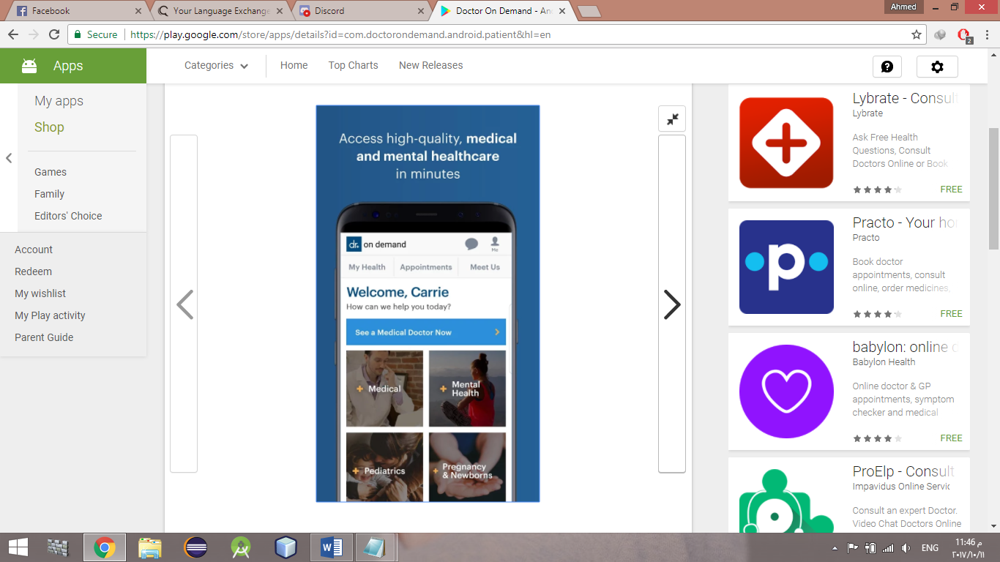 Facebook
Your Language Exchange
Discord
Doctor On Demand - An
Ahmed
Secure
https://play.google.com/store/apps/details?id=com.doctorondemand.android.patient&hl=en
2
Apps
Categories
Home
Top Charts
New Releases
My apps
Shop
Games
Family
Editors' Choice
Account
Redeem
My wishlist
My Play activity
Parent Guide
Access high-quality, medical
and mental healthcare
in minutes
dr. on demand
Me
My Health
Appointments
Meet Us
Welcome, Carrie
How can we help you today?
See a Medical Doctor Now
+ Medical
+ Mental
Health
+ Pediatrics
+ Pregnancy
& Newborns
Lybrate - Consult
Lybrate
Ask Free Health
Questions, Consult
Doctors Online or Book
FREE
p
Practo - Your ho
Practo
Book doctor
appointments, consult
online, order medicines,
FREE
babylon: online
Babylon Health
Online doctor & GP
appointments, symptom
checker and medical
FREE
ProElp - Consult
Impavidus Online Servic
Consult an expert Doctor.
Video Chat Doctors Online
ENG
11:46 م
٢٠١٧/١٠/١١